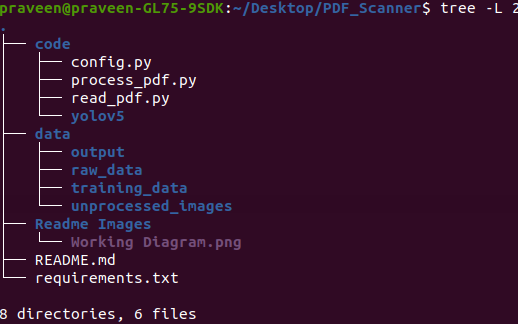 praveen@praveen-GL75-9SDK:~/Desktop/PDF_Scanner$ tree -L 2
.
├── code
│   ├── config.py
│   ├── process_pdf.py
│   ├── read_pdf.py
│   └── yolov5
├── data
│   ├── output
│   ├── raw_data
│   ├── training_data
│   └── unprocessed_images
├── Readme Images
│   └── Working Diagram.png
├── README.md
└── requirements.txt
8 directories, 6 files